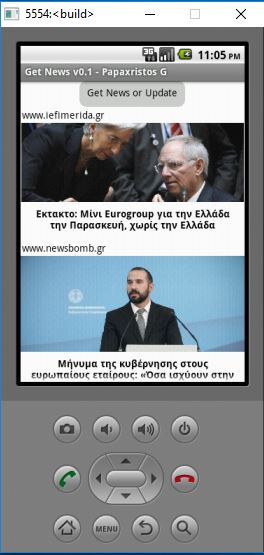 5554:<build>
3G
11:05 PM
Get News v0.1 - Papaxristos G
Get News or Update
www.iefimerida.gr
Εκτακτο: Μίνι Eurogroup για την Ελλάδα
την Παρασκευή, χωρίς την Ελλάδα
www.newsbomb.gr
Μήνυμα της κυβέρνησης στους
ευρωπαίους εταίρους: «Όσα ισχύουν στην
MENU